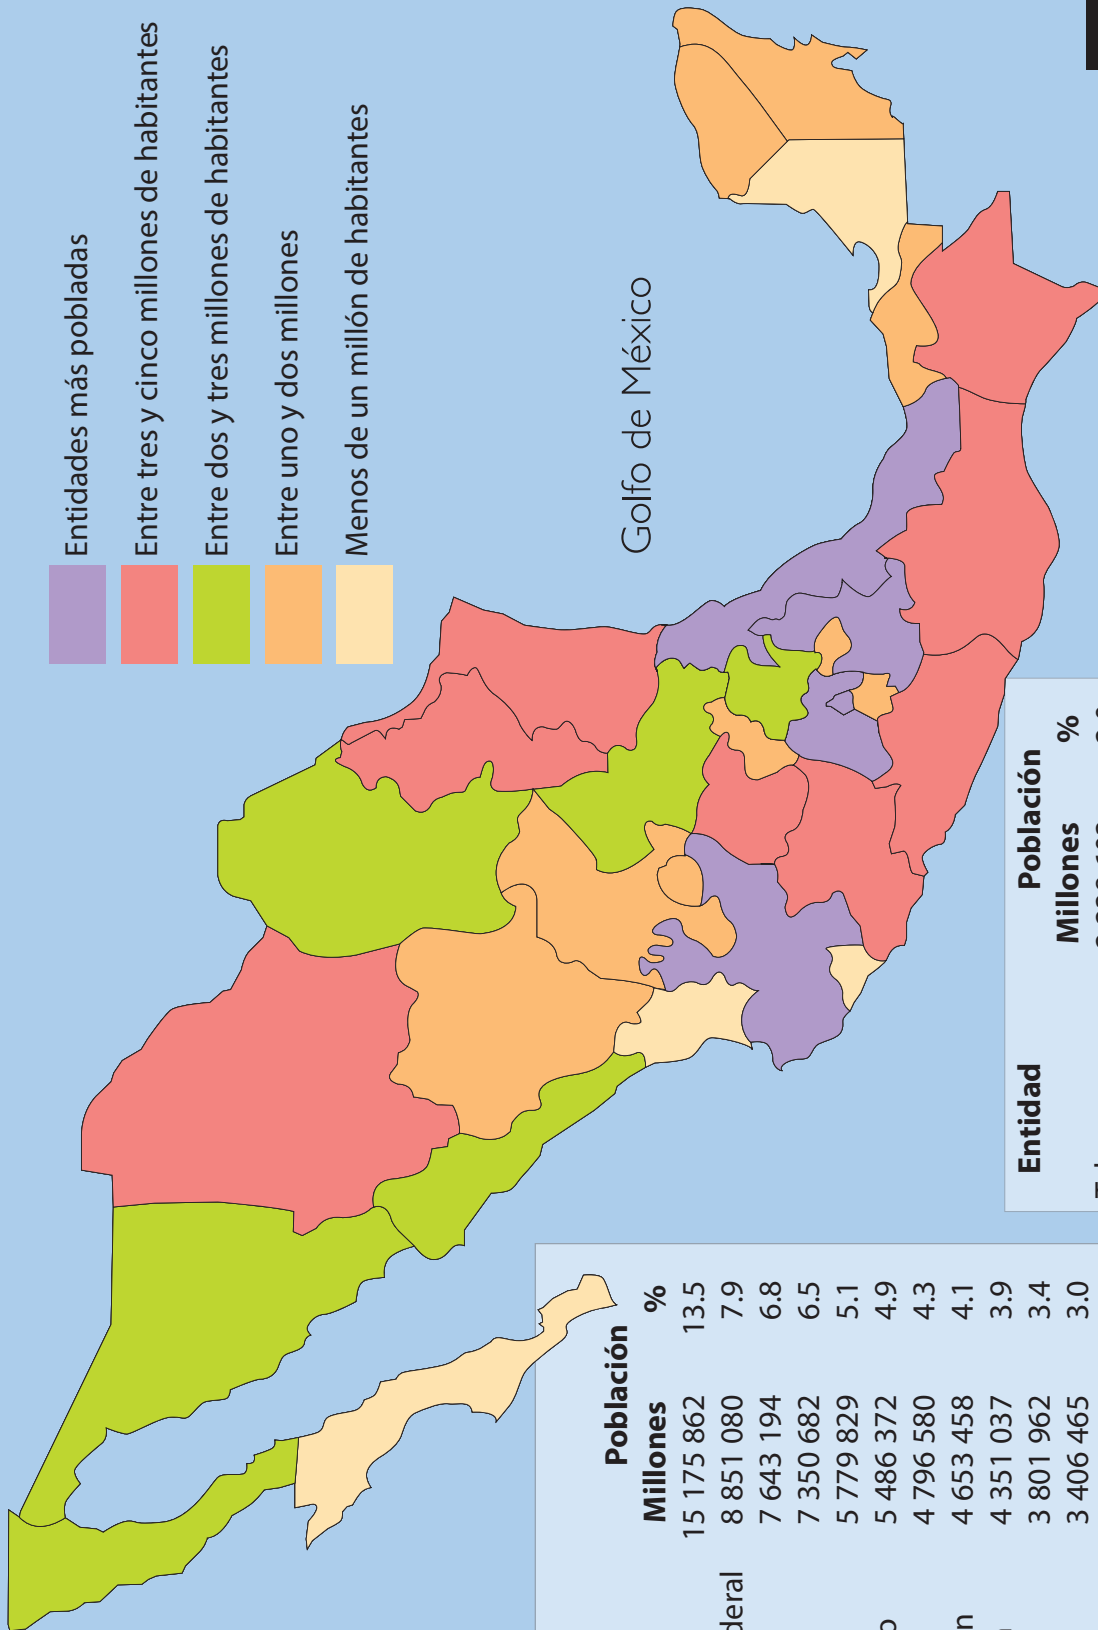 Entidades más pobladas
Entre tres y cinco millones de habitantes
Entre dos y tres millones de habitantes
Entre uno y dos millones
Menos de un millón de habitantes
Golfo de México
Población
Millones %
15 175 862 13.5
deral 8 851 080 7.9
7 643 194 6.8
7 350 682 6.5
5 779 829 5.1
o 5 486 372 4.9
4 796 580 4.3
n 4 653 458 4.1
4 351 037 3.9
3 801 962 3.4
3 406 465 3.0
Entidad Población
Millones %